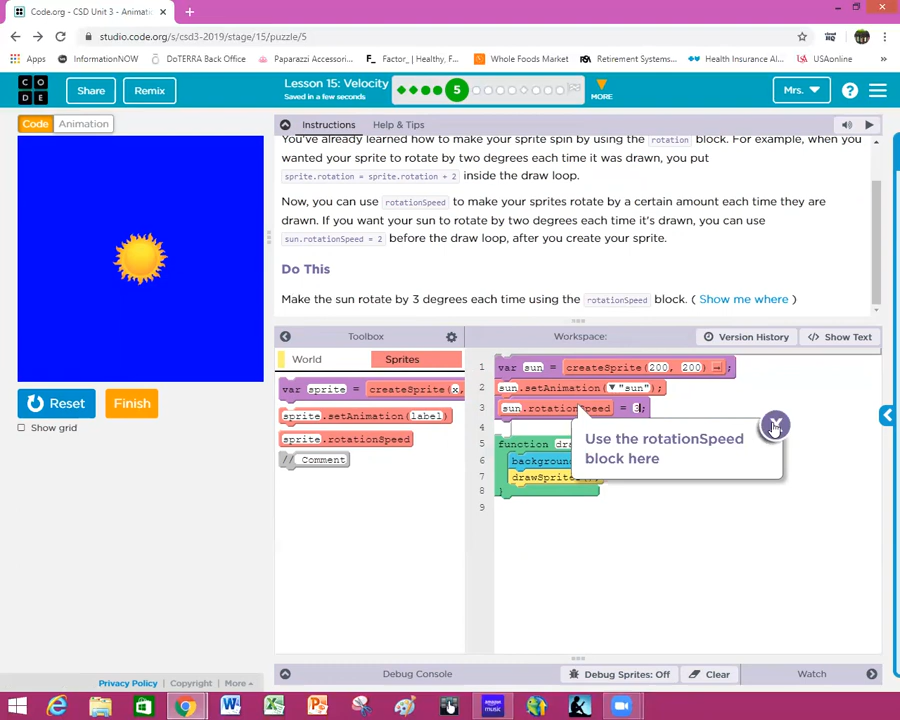 Code.org - CSD Unit 3 - Animati
studio.code.org/s/csd3-2019/stage/15/puzzle/5
Apps InformationNOW DoTERRA Back Office Paparazzi Accessori... Factor_ | Healthy, F... Whole Foods Market Retirement Systems... Health Insurance Al... USAonline
CODE Share Remix Lesson 15: Velocity 5 MORE Mrs. ?
Saved in a few seconds
Code Animation Instructions Help & Tips
You've already learned how to make your sprite spin by using the rotation block. For example, when you
wanted your sprite to rotate by two degrees each time it was drawn, you put
sprite.rotation = sprite.rotation + 2 inside the draw loop.
Now, you can use rotationSpeed to make your sprites rotate by a certain amount each time they are
drawn. If you want your sun to rotate by two degrees each time it's drawn, you can use
sun.rotationSpeed = 2 before the draw loop, after you create your sprite.
Do This
Make the sun rotate by 3 degrees each time using the rotationSpeed block. ( Show me where )
Toolbox Workspace: Version History </> Show Text
World Sprites
var sprite = createSprite(x,
sprite.setAnimation(label)
sprite.rotationSpeed
// Comment
1 var sun = createSprite(200, 200);
2 sun.setAnimation("sun");
3 sun.rotationSpeed = 3;
4
5 function dr
6 backgroun
7 drawSprites();
8 }
9
Use the rotationSpeed
block here
X
Reset Finish
Show grid
Debug Console Debug Sprites: Off Clear Watch
Privacy Policy | Copyright | More